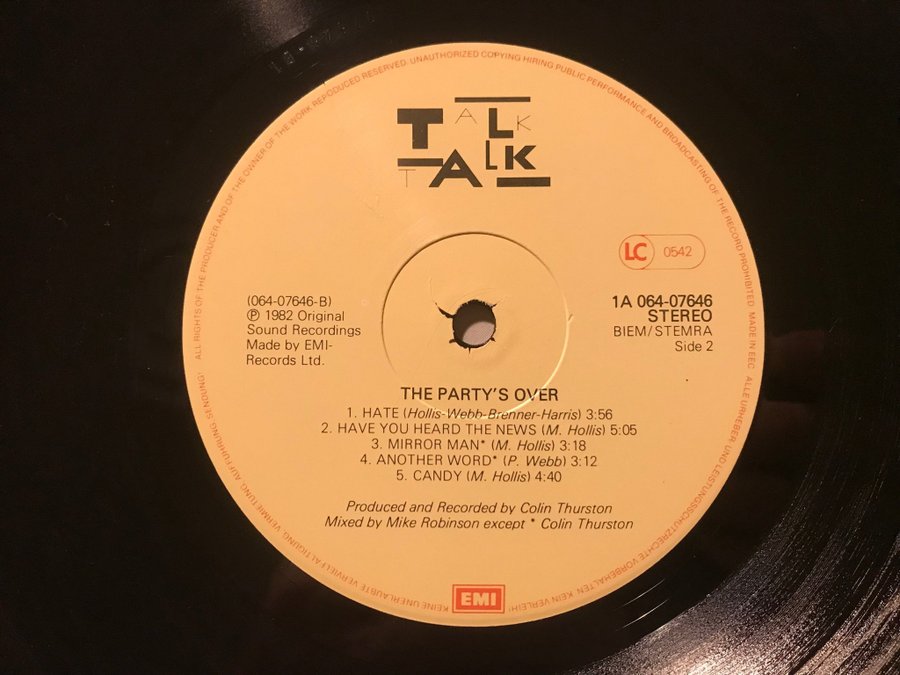 ALL RIGHTS OF THE PRODUCER AND OF THE OWNER OF THE WORK REPODUCED RESERVED. UNAUTHORIZED COPYING HIRING PUBLIC PERFORMANCE AND BROADCASTING OF THE RECORD PROHIBITED. MADE IN EEC
TALK
TALK
LC 0542
(064-07646-B)
Ⓟ 1982 Original
Sound Recordings
Made by EMI-
Records Ltd.
1A 064-07646
STEREO
BIEM/STEMRA
Side 2
THE PARTY'S OVER
1. HATE (Hollis-Webb-Brenner-Harris) 3:56
2. HAVE YOU HEARD THE NEWS (M. Hollis) 5:05
3. MIRROR MAN* (M. Hollis) 3:18
4. ANOTHER WORD* (P. Webb) 3:12
5. CANDY (M. Hollis) 4:40
Produced and Recorded by Colin Thurston
Mixed by Mike Robinson except * Colin Thurston
EMI
ALLE URHEBER UND LEISTUNGSSCHUTZRECHTE VORBEHALTEN. KEIN VERLEIH! KEINE UNERLAUBTE VERVIELFALTIGUNG, VERMIETUNG, AUFFUHRUNG, SENDUNG!